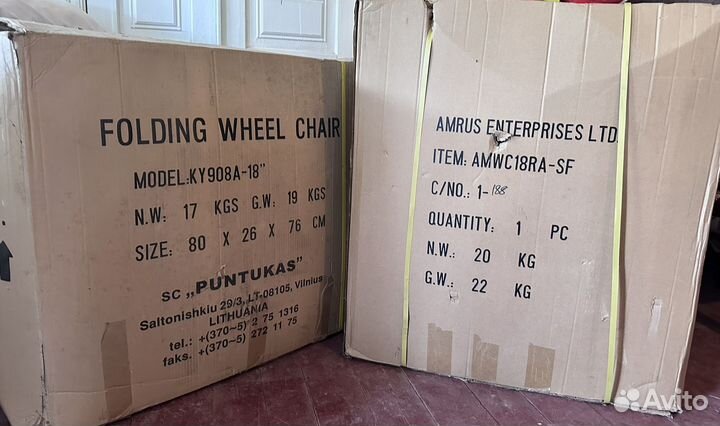 FOLDING WHEEL CHAIR
MODEL:KY908A-18"
N.W: 17 KGS G.W: 19 KGS
SIZE: 80 X 26 X 76 CM
SC „PUNTUKAS"
Saltonishkiu 29/3, LT-08105, Vilnius
LITHUANIA
tel.: +(370~5) 2 75 1316
faks. +(370~5) 272 11 75
AMRUS ENTERPRISES LTD.
ITEM: AMWC18RA-SF
C/NO.: 1-188
QUANTITY: 1 PC
N.W.: 20 KG
G.W.: 22 KG
Avito